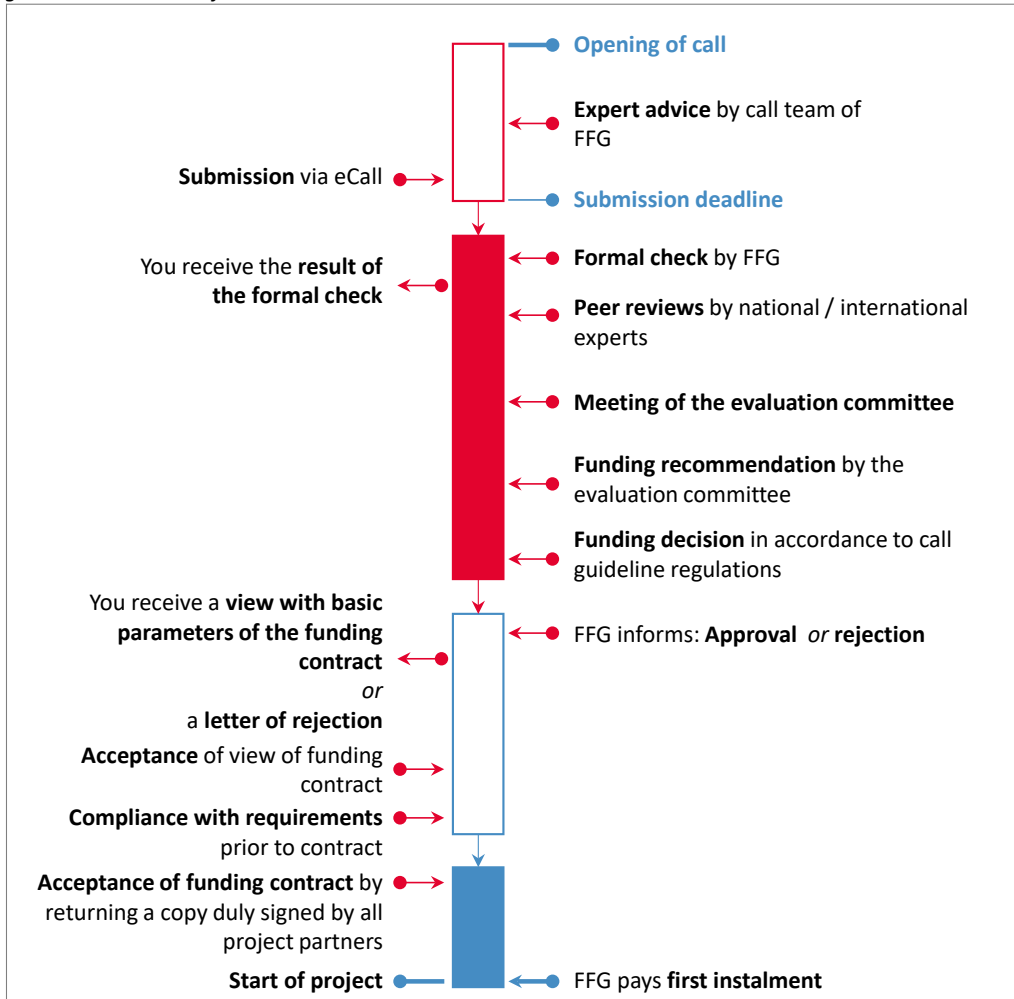 Opening of call
Expert advice by call team of
FFG
Submission via eCall
Submission deadline
Formal check by FFG
You receive the result of
the formal check
Peer reviews by national / international
experts
Meeting of the evaluation committee
Funding recommendation by the
evaluation committee
Funding decision in accordance to call
guideline regulations
You receive a view with basic
parameters of the funding
contract
or
a letter of rejection
FFG informs: Approval or rejection
Acceptance of view of funding
contract
Compliance with requirements
prior to contract
Acceptance of funding contract by
returning a copy duly signed by all
project partners
Start of project
FFG pays first instalment